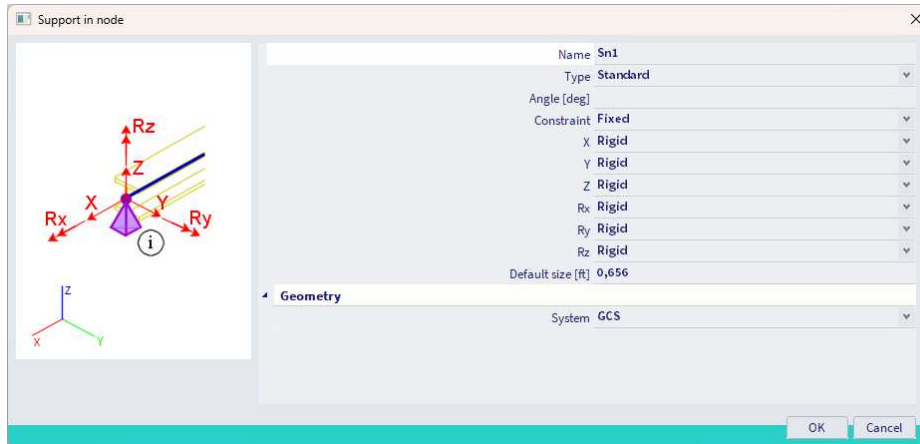 Support in node
Name Sn1
Type Standard
Angle [deg]
Constraint Fixed
X Rigid
Y Rigid
Z Rigid
Rx Rigid
Ry Rigid
Rz Rigid
Default size [ft] 0,656
Geometry
System GCS
Rz
Z
X
Y
Rx
Ry
i
Z
X
Y
OK
Cancel